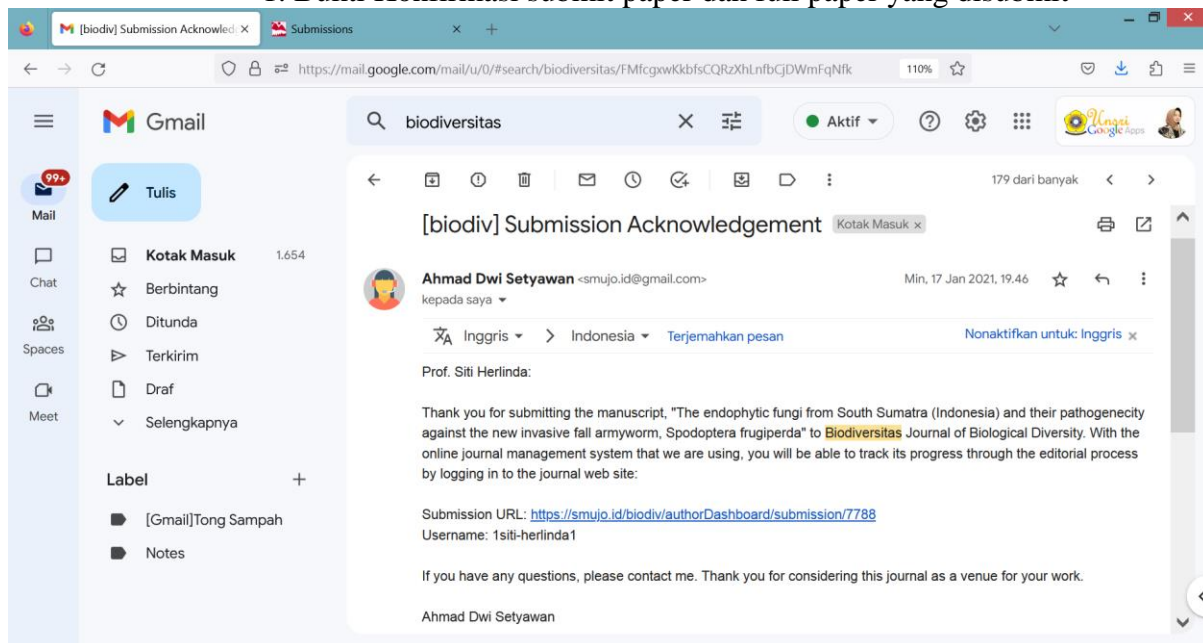 1. Bukti Konfirmasi submit paper dan full paper yang disubmit
[biodiv] Submission Acknowled
Submissions
https://mail.google.com/mail/u/0/#search/biodiversitas/FMfcgxwKkbfsCQRzXhLnfbCjDWmFqNfk
110%
Gmail
biodiversitas
Aktif
Unsri
Google Apps
99+
Mail
Chat
Spaces
Meet
Tulis
Kotak Masuk 1.654
Berbintang
Ditunda
Terkirim
Draf
Selengkapnya
Label
[Gmail]Tong Sampah
Notes
179 dari banyak
[biodiv] Submission Acknowledgement Kotak Masuk x
Ahmad Dwi Setyawan <smujo.id@gmail.com>
Min, 17 Jan 2021, 19.46
kepada saya
Inggris > Indonesia Terjemahkan pesan
Nonaktifkan untuk: Inggris x
Prof. Siti Herlinda:
Thank you for submitting the manuscript, "The endophytic fungi from South Sumatra (Indonesia) and their pathogenecity
against the new invasive fall armyworm, Spodoptera frugiperda" to Biodiversitas Journal of Biological Diversity. With the
online journal management system that we are using, you will be able to track its progress through the editorial process
by logging in to the journal web site:
Submission URL: https://smujo.id/biodiv/authorDashboard/submission/7788
Username: 1siti-herlinda1
If you have any questions, please contact me. Thank you for considering this journal as a venue for your work.
Ahmad Dwi Setyawan